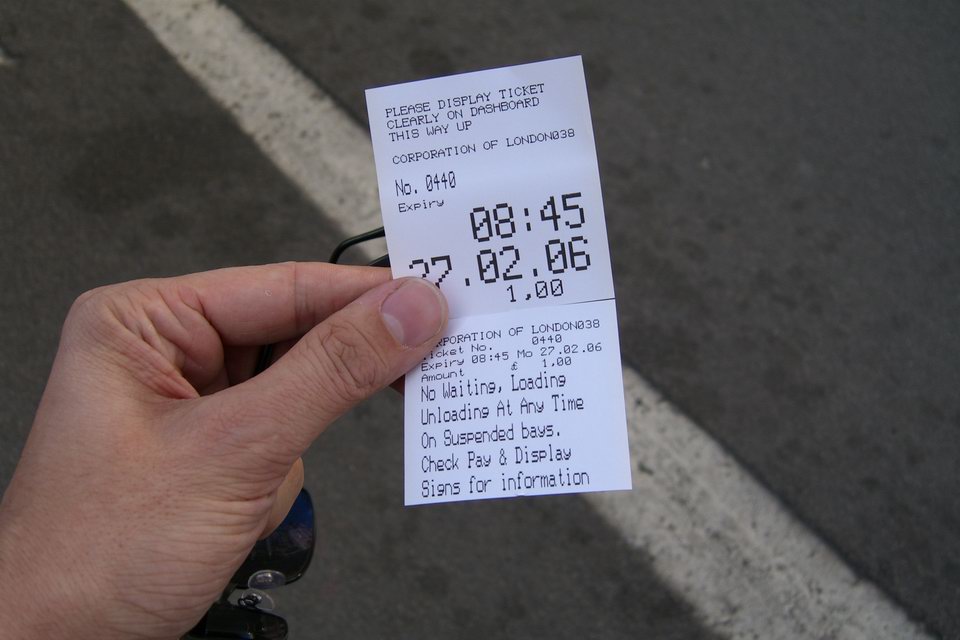 PLEASE DISPLAY TICKET
CLEARLY ON DASHBOARD
THIS WAY UP
CORPORATION OF LONDON038
No. 0440
Expiry
08:45
27.02.06
1,00
CORPORATION OF LONDON038
Ticket No. 0440
Expiry 08:45 Mo 27.02.06
Amount £ 1,00
No Waiting, Loading
Unloading At Any Time
On Suspended bays.
Check Pay & Display
Signs for information